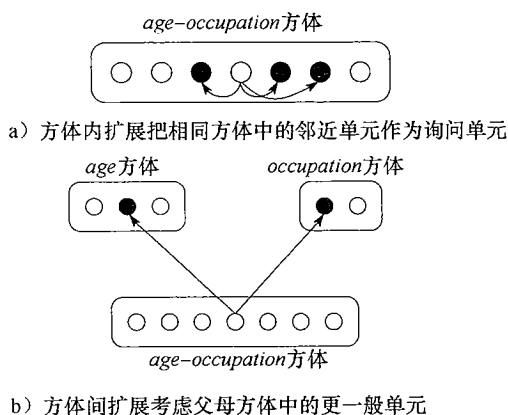 age-occupation方体
a）方体内扩展把相同方体中的邻近单元作为询问单元
age方体 occupation方体
age-occupation方体
b）方体间扩展考虑父母方体中的更一般单元